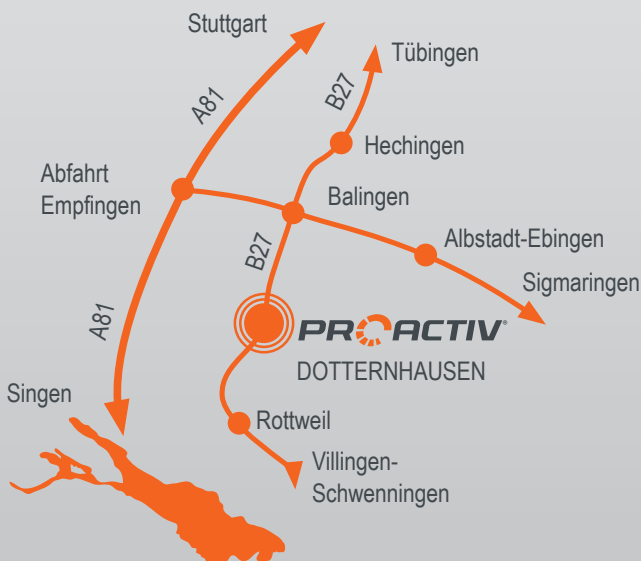 Stuttgart
Tübingen
A81
B27
Hechingen
Abfahrt
Empfingen
Balingen
B27
Albstadt-Ebingen
Sigmaringen
A81
PROACTIV®
DOTTERNHAUSEN
Singen
Rottweil
Villingen-
Schwenningen